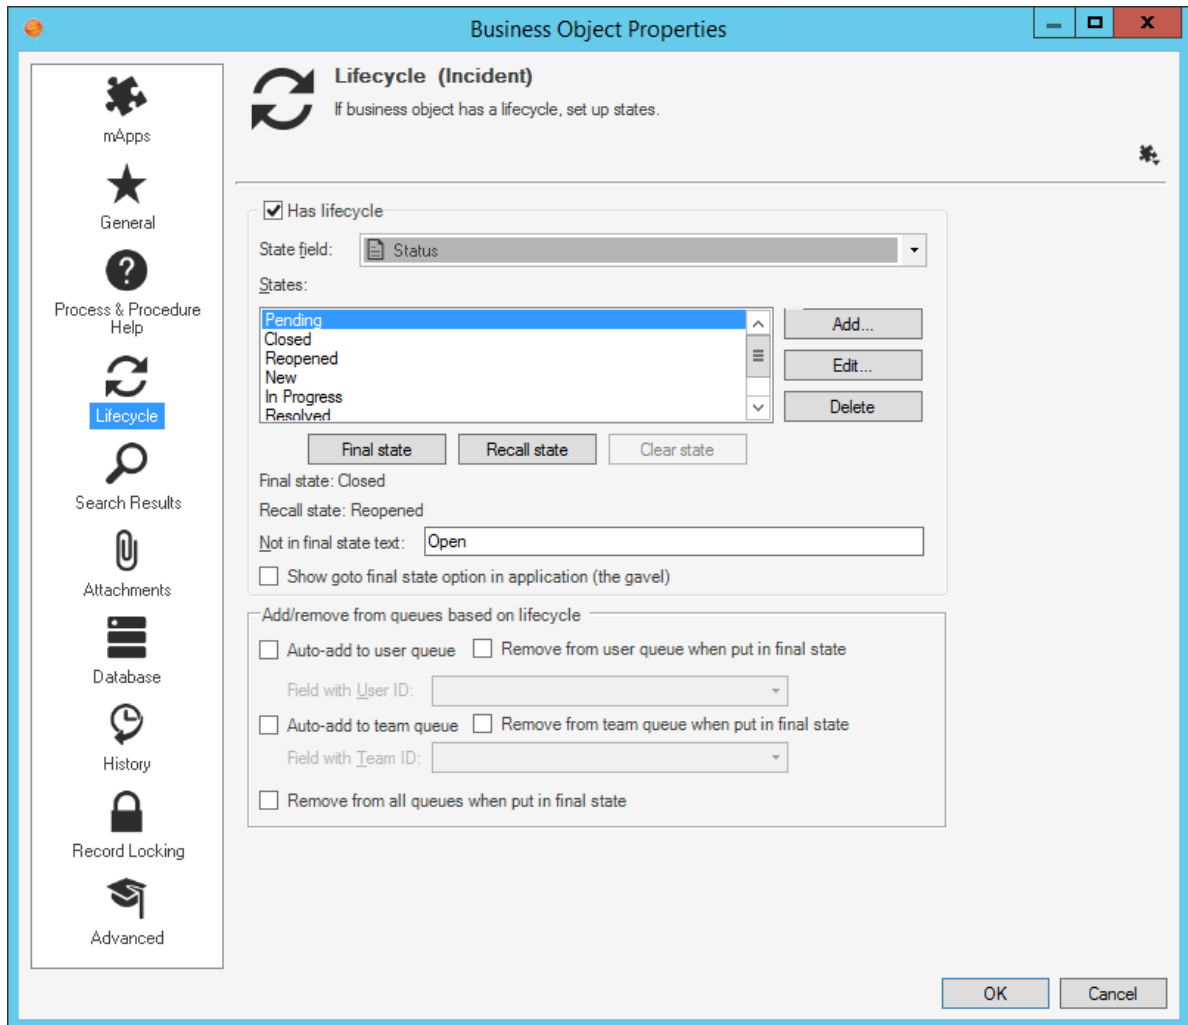 Business Object Properties
mApps
General
Process & Procedure
Help
Lifecycle
Search Results
Attachments
Database
History
Record Locking
Advanced
Lifecycle (Incident)
If business object has a lifecycle, set up states.
Has lifecycle
State field: Status
States:
Pending
Closed
Reopened
New
In Progress
Resolved
Add...
Edit...
Delete
Final state Recall state Clear state
Final state: Closed
Recall state: Reopened
Not in final state text: Open
Show goto final state option in application (the gavel)
Add/remove from queues based on lifecycle
Auto-add to user queue Remove from user queue when put in final state
Field with User ID:
Auto-add to team queue Remove from team queue when put in final state
Field with Team ID:
Remove from all queues when put in final state
OK Cancel